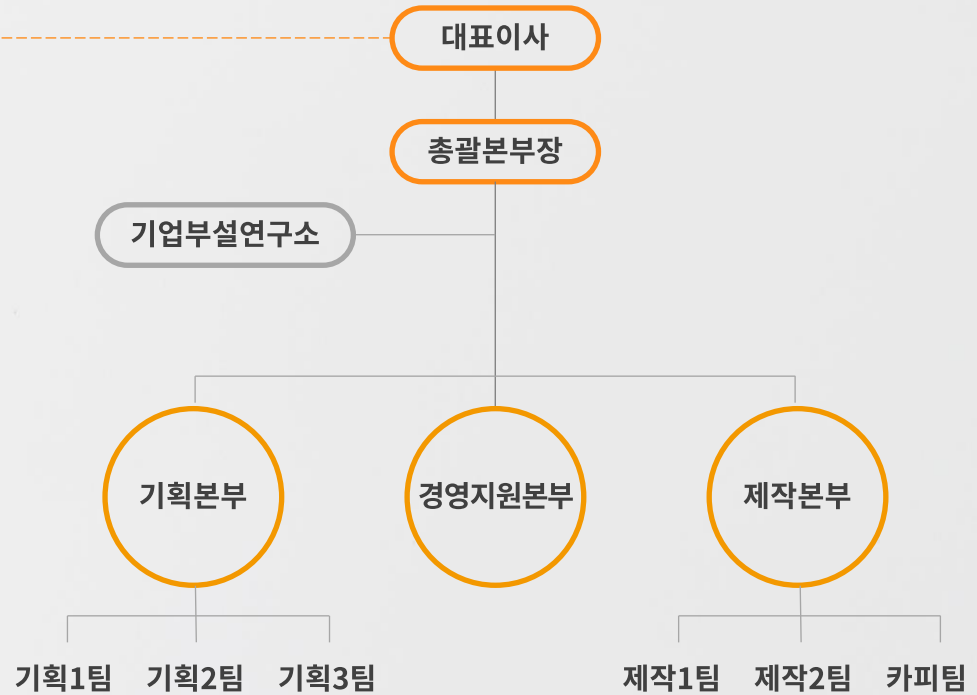 대표이사
총괄본부장
기업부설연구소
기획본부
경영지원본부
제작본부
기획1팀
기획2팀
기획3팀
제작1팀
제작2팀
카피팀